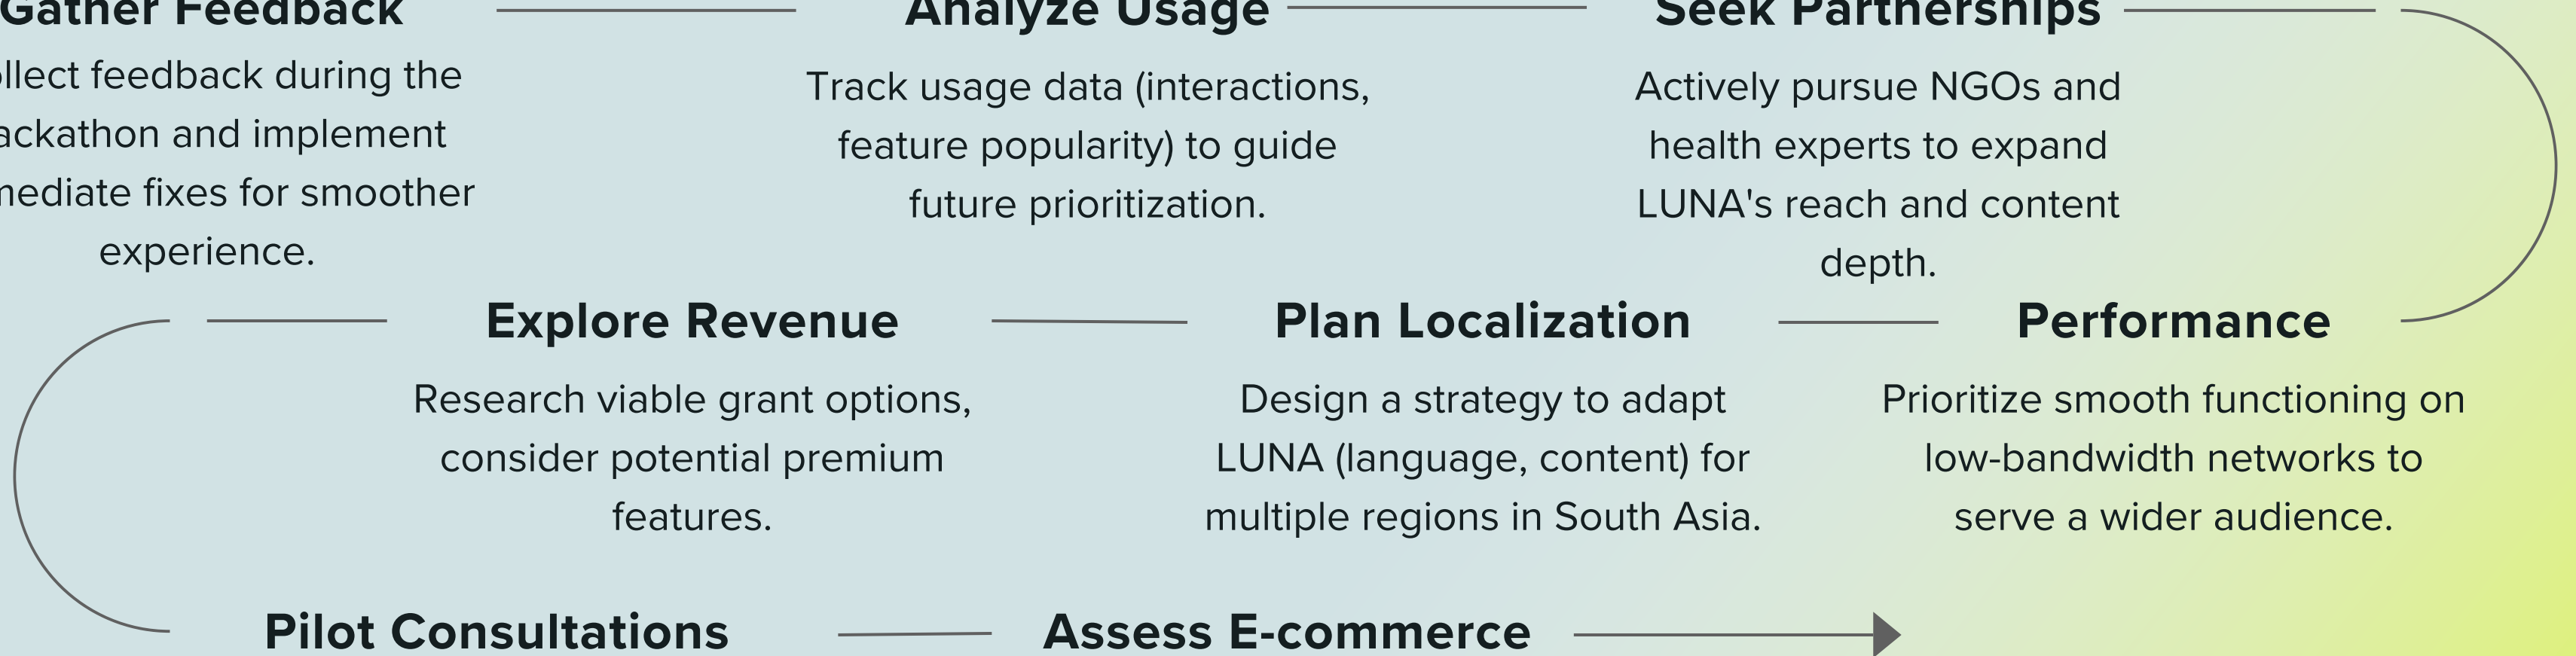 Gather Feedback
ollect feedback during the
ackathon and implement
mediate fixes for smoother
experience.
Analyze Usage
Track usage data (interactions,
feature popularity) to guide
future prioritization.
Seek Partnerships
Actively pursue NGOs and
health experts to expand
LUNA's reach and content
depth.
Performance
Prioritize smooth functioning on
low-bandwidth networks to
serve a wider audience.
Plan Localization
Design a strategy to adapt
LUNA (language, content) for
multiple regions in South Asia.
Explore Revenue
Research viable grant options,
consider potential premium
features.
Pilot Consultations
Assess E-commerce